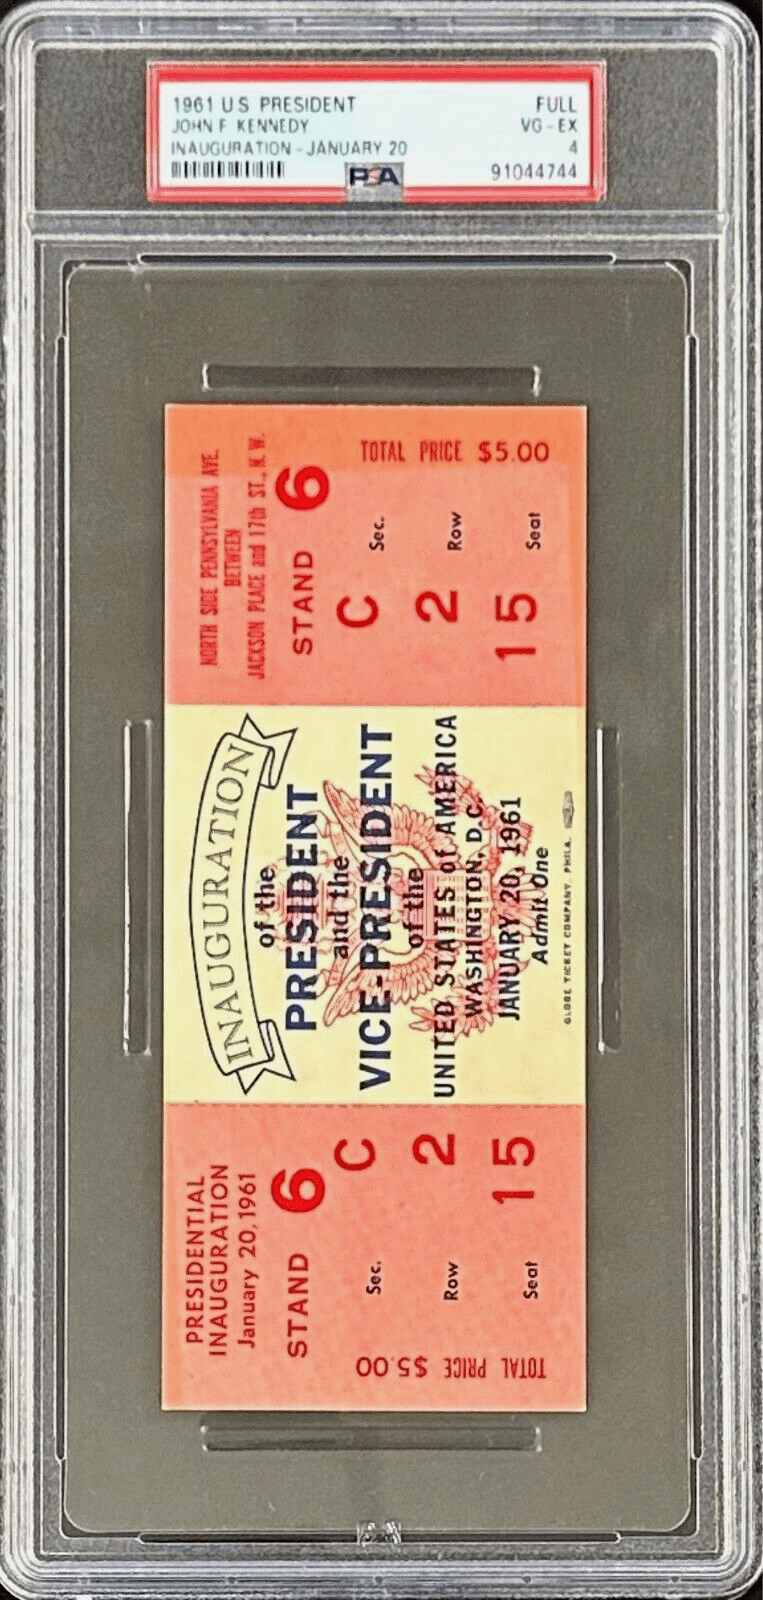 1961 U.S. PRESIDENT FULL
JOHN F. KENNEDY VG - EX
INAUGURATION - JANUARY 20 4
PSA 91044744
TOTAL PRICE $5.00
NORTH SIDE PENNSYLVANIA AVE.
BETWEEN
JACKSON PLACE and 17th ST., N. W.
STAND 6
C Sec.
2 Row
15 Seat
INAUGURATION
of the
PRESIDENT
and the
VICE-PRESIDENT
of the
UNITED STATES of AMERICA
WASHINGTON, D.C.
JANUARY 20, 1961
Admit One
GLOBE TICKET COMPANY, PHILA.
PRESIDENTIAL
INAUGURATION
January 20, 1961
STAND 6
Sec. C
Row 2
Seat 15
TOTAL PRICE $5.00